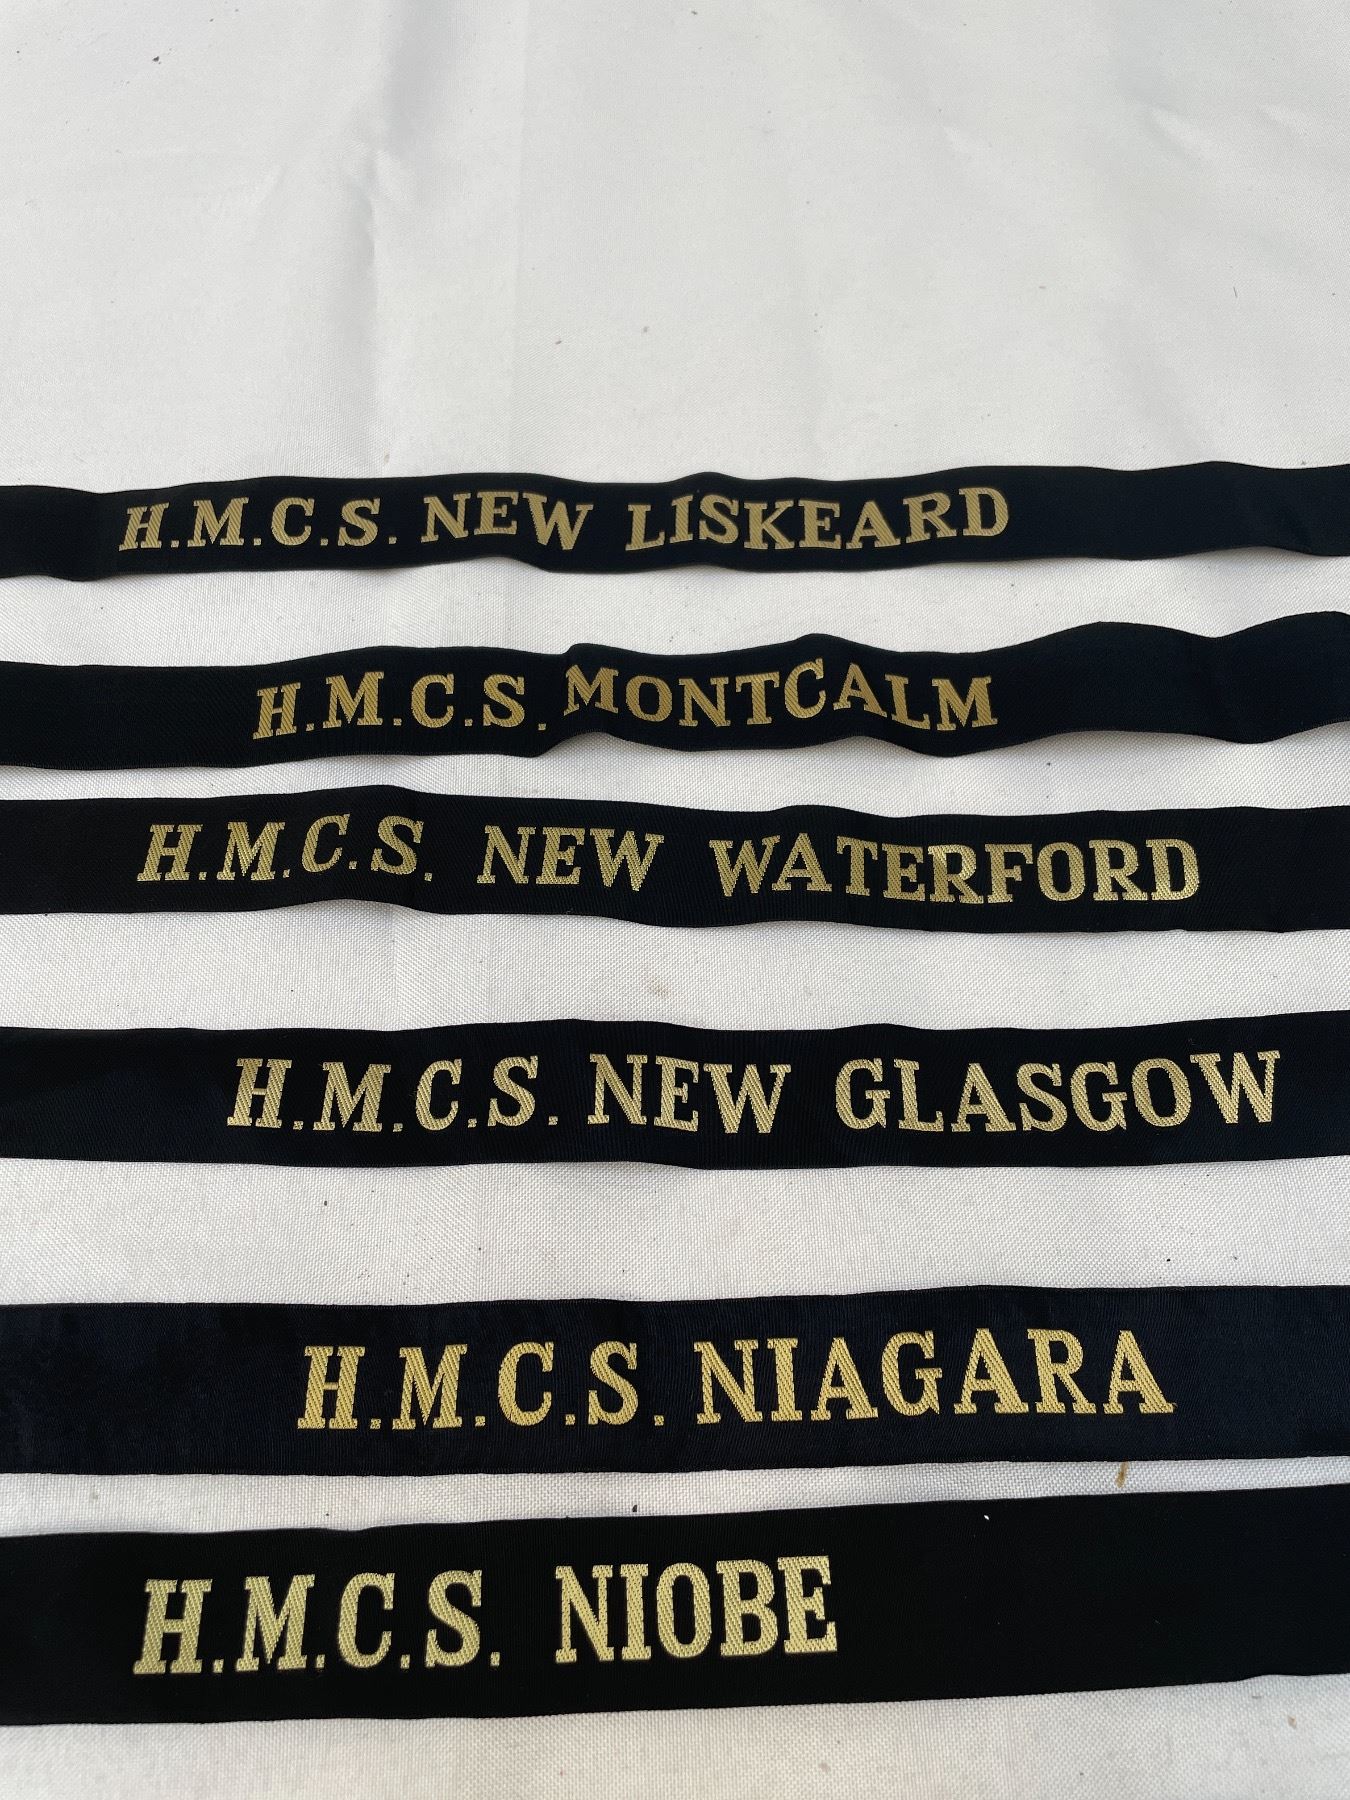 H.M.C.S. NEW LISKEARD
H.M.C.S. MONTCALM
H.M.C.S. NEW WATERFORD
H.M.C.S. NEW GLASGOW
H.M.C.S. NIAGARA
H.M.C.S. NIOBE